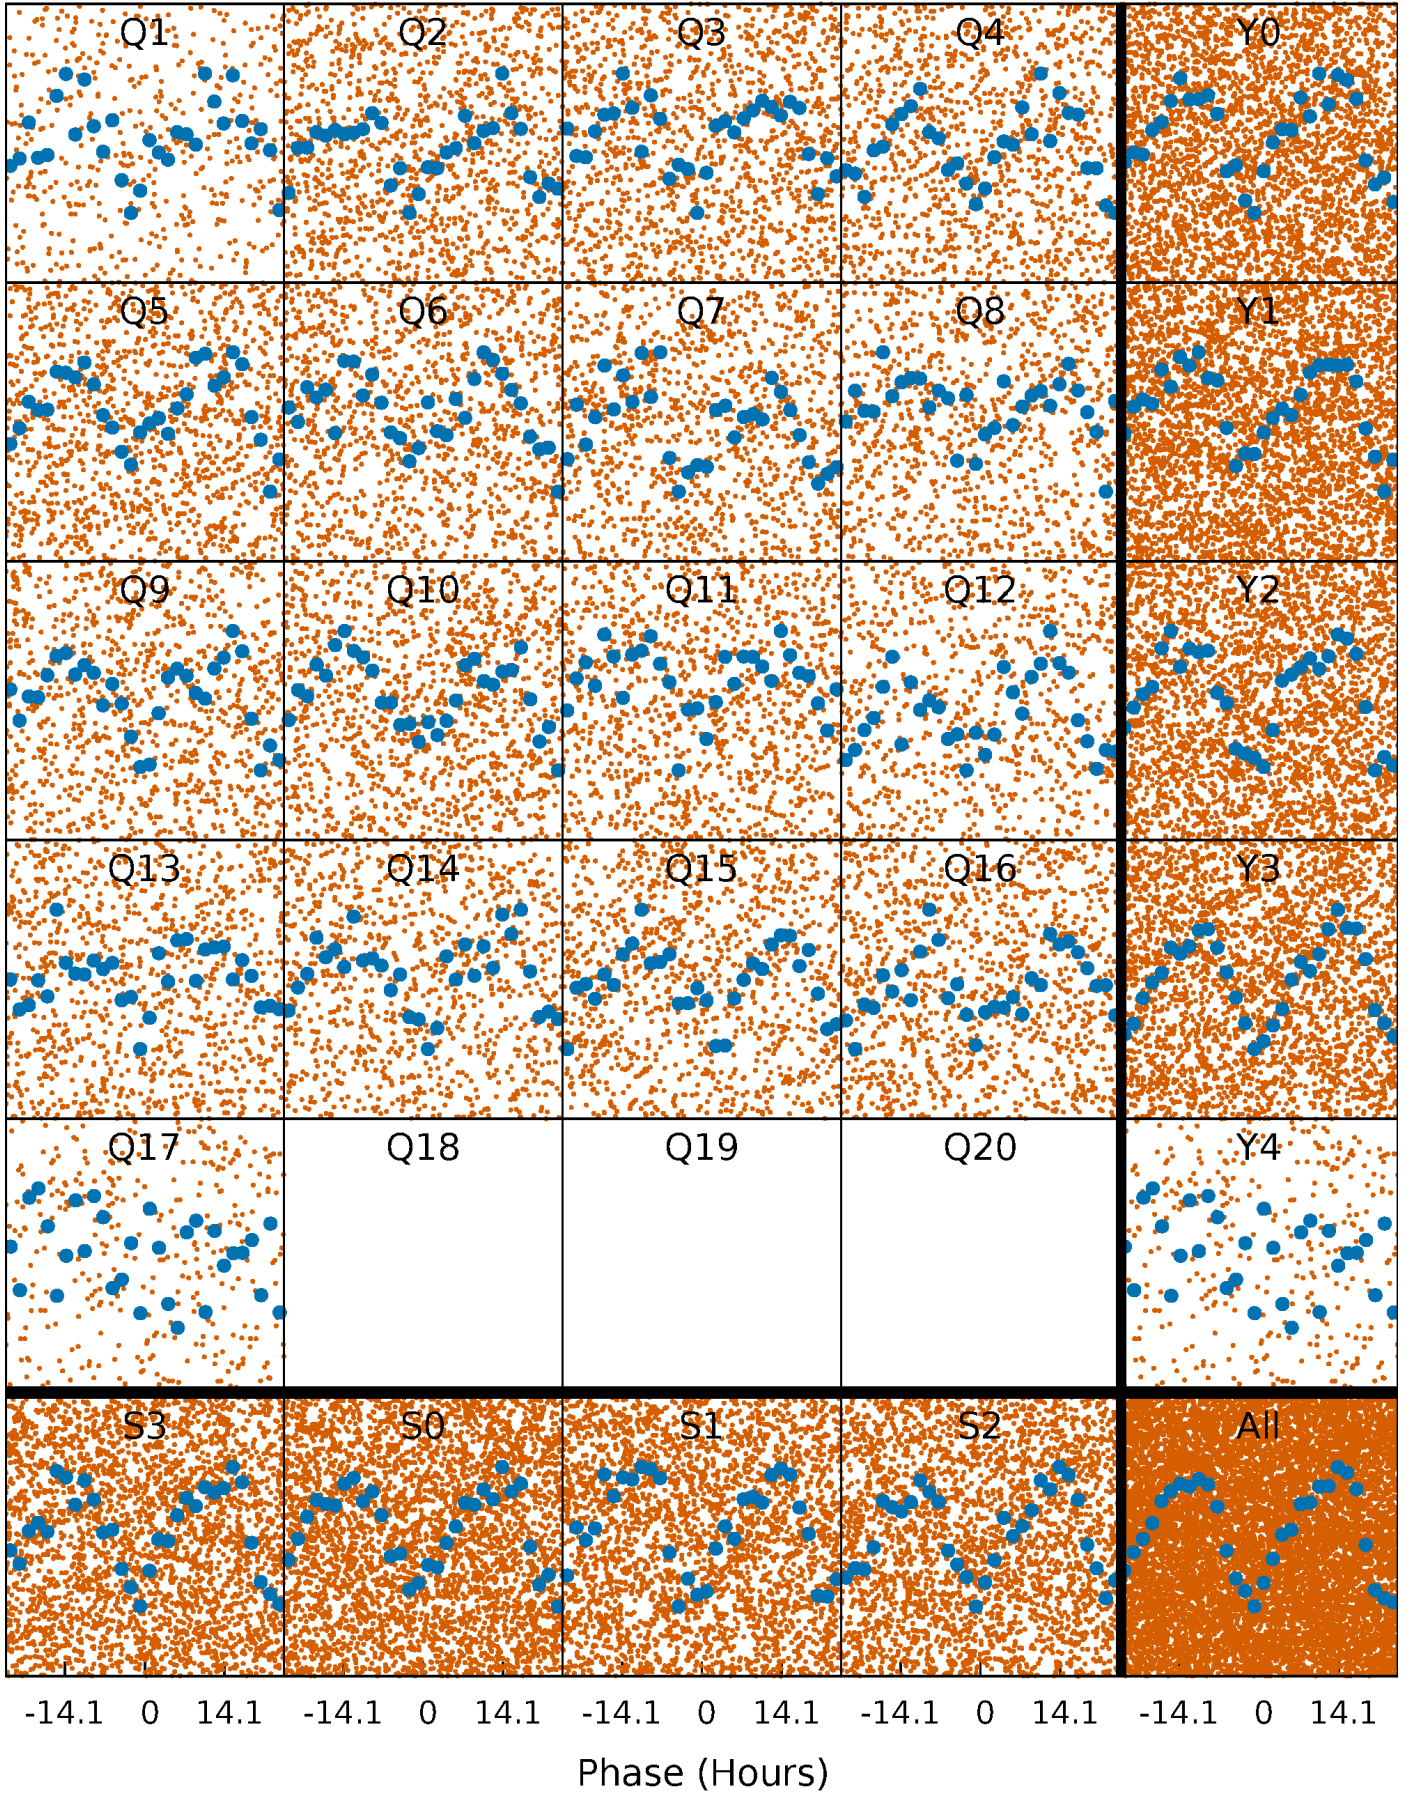 Q1 Q2 Q3 Q4 Y0
Q5 Q6 Q7 Q8 Y1
Q9 Q10 Q11 Q12 Y2
Q13 Q14 Q15 Q16 Y3
Q17 Q18 Q19 Q20 Y4
S3 S0 S1 S2 All
-14.1 0 14.1 -14.1 0 14.1 -14.1 0 14.1 -14.1 0 14.1 -14.1 0 14.1
Phase (Hours)